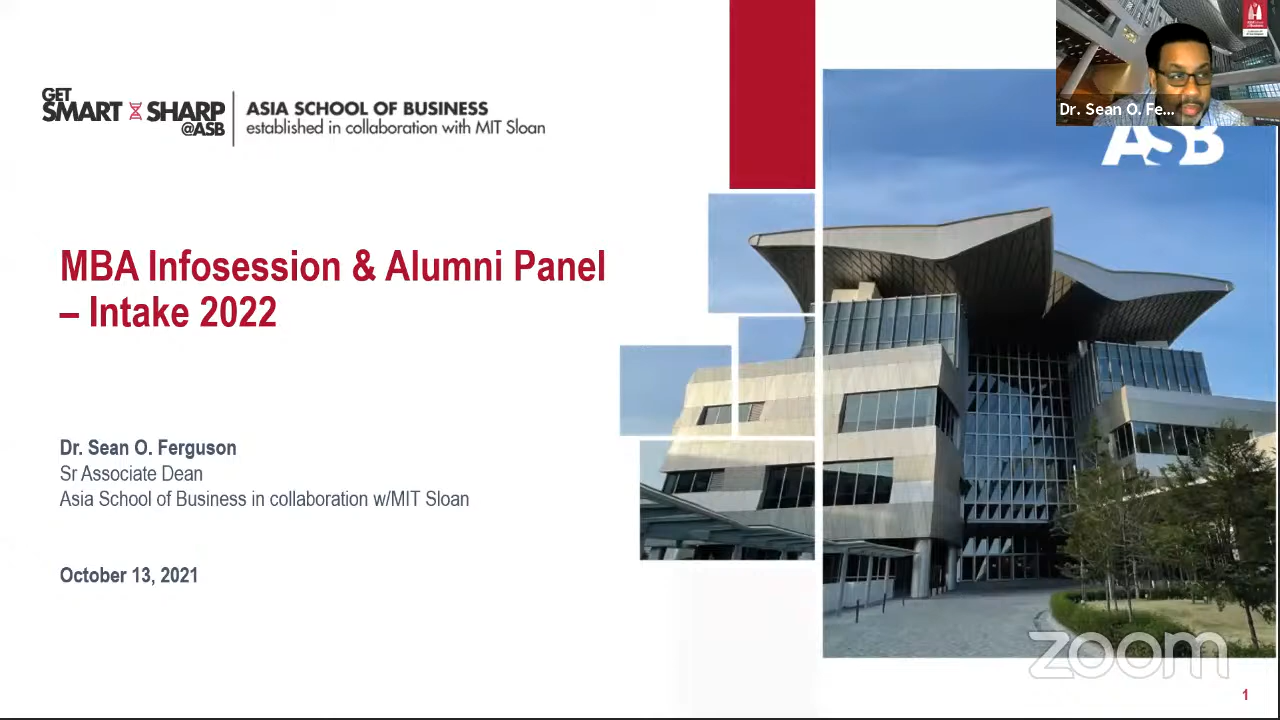 GET
SMART SHARP
@ASB
ASIA SCHOOL OF BUSINESS
established in collaboration with MIT Sloan
Dr. Sean O. Fe...
ASB
MBA Infosession & Alumni Panel
– Intake 2022
Dr. Sean O. Ferguson
Sr Associate Dean
Asia School of Business in collaboration w/MIT Sloan
October 13, 2021
zoom
1